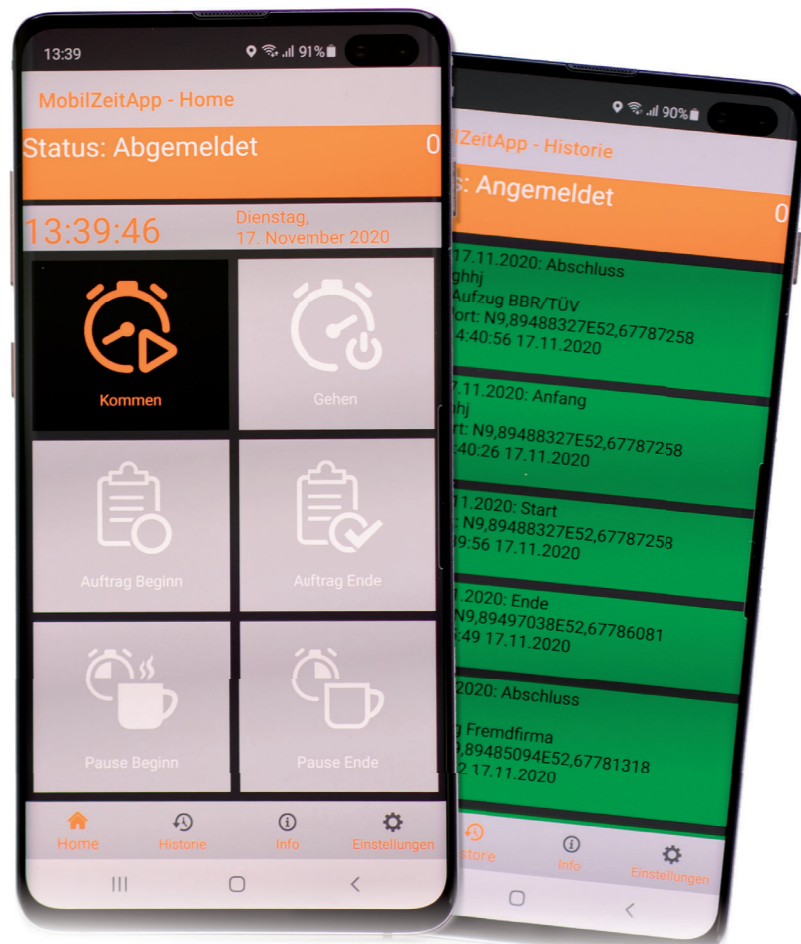 13:39
91%
MobilZeitApp - Home
Status: Abgemeldet 0
13:39:46
Dienstag,
17. November 2020
Kommen
Gehen
Auftrag Beginn
Auftrag Ende
Pause Beginn
Pause Ende
Home
Historie
Info
Einstellungen
90%
ilZeitApp - Historie
s: Angemeldet 0
17.11.2020: Abschluss
ghhj
Aufzug BBR/TÜV
ort: N9,89488327E52,67787258
4:40:56 17.11.2020
7.11.2020: Anfang
hhj
rt: N9,89488327E52,67787258
:40:26 17.11.2020
11.2020: Start
: N9,89488327E52,67787258
39:56 17.11.2020
1.2020: Ende
N9,89497038E52,67786081
:49 17.11.2020
2020: Abschluss
g Fremdfirma
9,89485094E52,67781318
2 17.11.2020
storie
Info
Einstellungen